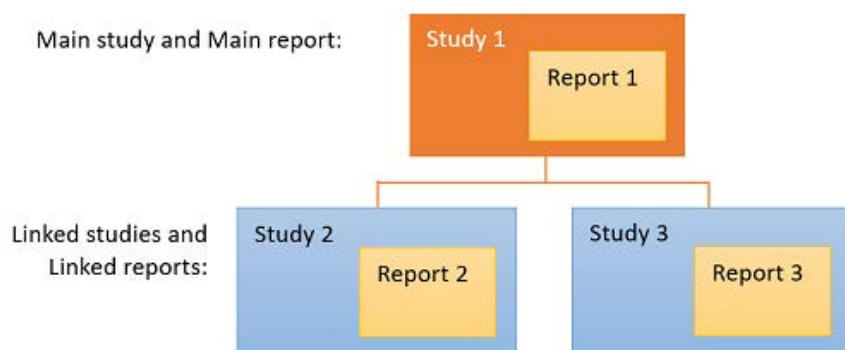 Main study and Main report:
Study 1
Report 1
Linked studies and
Linked reports:
Study 2
Report 2
Study 3
Report 3